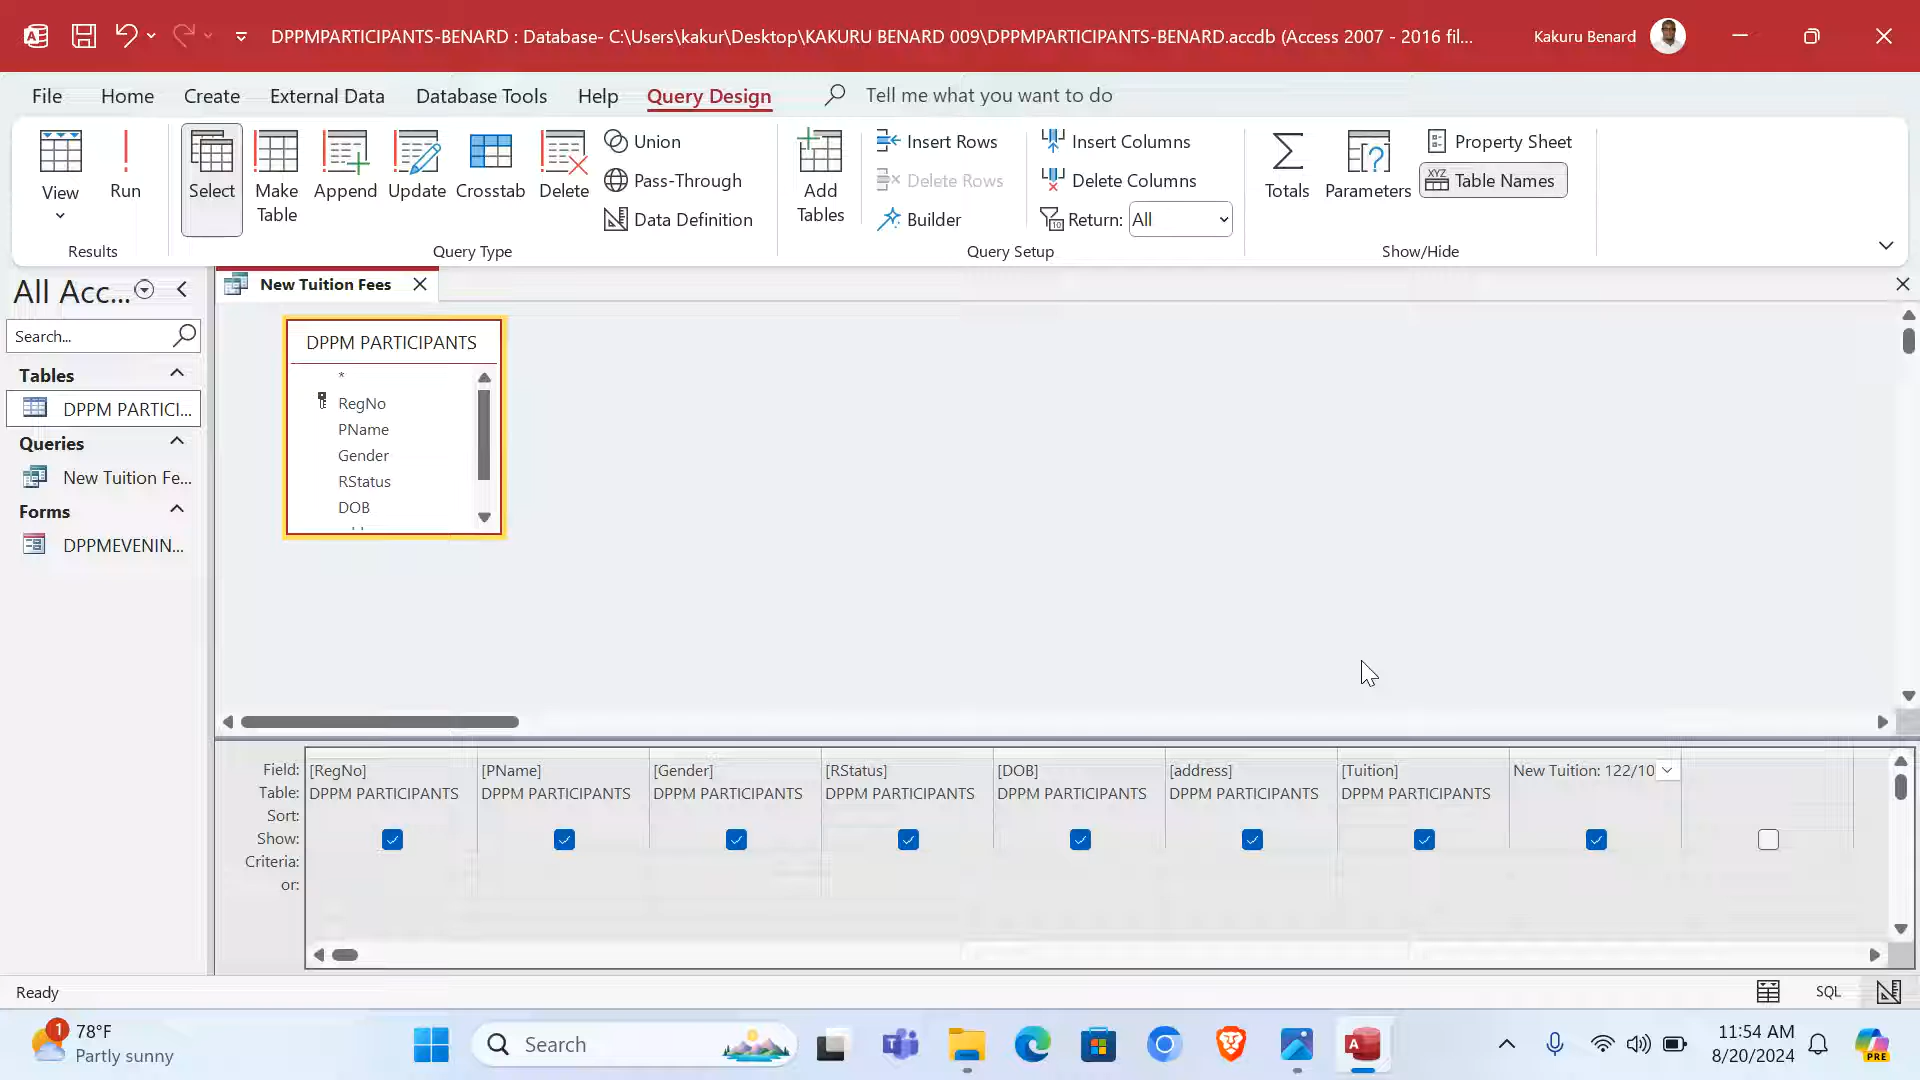 DPPMPARTICIPANTS-BENARD : Database- C:\Users\kakur\Desktop\KAKURU BENARD 009\DPPMPARTICIPANTS-BENARD.accdb (Access 2007 - 2016 fil...
Kakuru Benard
File Home Create External Data Database Tools Help Query Design Tell me what you want to do
View
Run
Select
Make
Table
Append
Update
Crosstab
Delete
Union
Pass-Through
Data Definition
Add
Tables
Insert Rows
Delete Rows
Builder
Insert Columns
Delete Columns
Return: All
Totals
Parameters
Property Sheet
Table Names
XYZ
Results
Query Type
Query Setup
Show/Hide
All Acc...
Search...
Tables
DPPM PARTICI...
Queries
New Tuition Fe...
Forms
DPPMEVENIN...
New Tuition Fees
DPPM PARTICIPANTS
*
RegNo
PName
Gender
RStatus
DOB
Field: [RegNo] [PName] [Gender] [RStatus] [DOB] [address] [Tuition] New Tuition: 122/10
Table: DPPM PARTICIPANTS DPPM PARTICIPANTS DPPM PARTICIPANTS DPPM PARTICIPANTS DPPM PARTICIPANTS DPPM PARTICIPANTS DPPM PARTICIPANTS
Sort:
Show:
Criteria:
or:
Ready
SQL
1
78°F
Partly sunny
Search
11:54 AM
8/20/2024
PRE